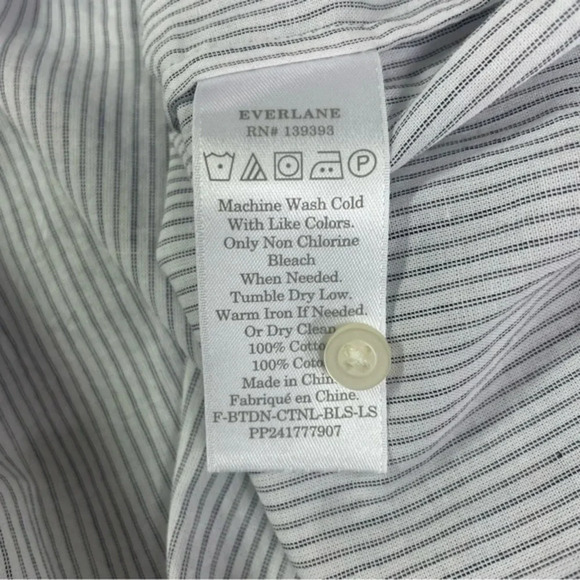 EVERLANE
RN# 139393
P
Machine Wash Cold
With Like Colors.
Only Non Chlorine
Bleach
When Needed.
Tumble Dry Low.
Warm Iron If Needed.
Or Dry Clean
100% Cotto
100% Coto
Made in Chin
Fabriqué en Chine.
F-BTDN-CTNL-BLS-LS
PP241777907